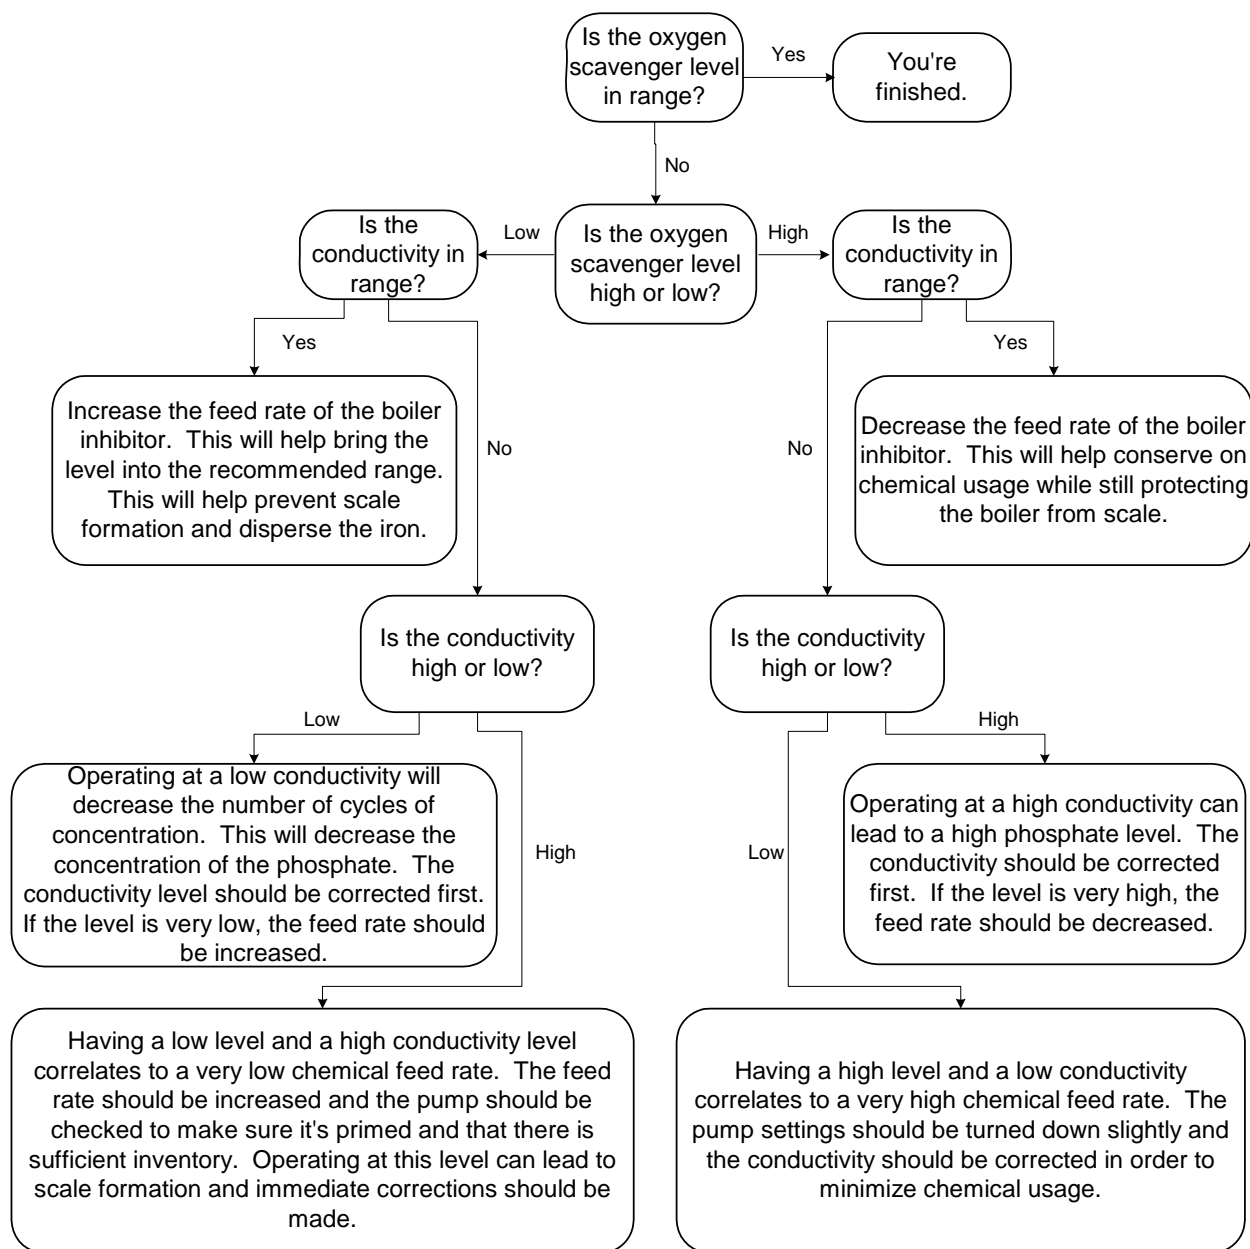 Is the oxygen
scavenger level
in range?
Yes
You're
finished.
No
Is the
conductivity in
range?
Low
Is the oxygen
scavenger level
high or low?
High
Is the
conductivity in
range?
Yes
Increase the feed rate of the boiler
inhibitor.  This will help bring the
level into the recommended range.
This will help prevent scale
formation and disperse the iron.
No
No
Yes
Decrease the feed rate of the boiler
inhibitor.  This will help conserve on
chemical usage while still protecting
the boiler from scale.
Is the conductivity
high or low?
Is the conductivity
high or low?
Low
Operating at a low conductivity will
decrease the number of cycles of
concentration.  This will decrease the
concentration of the phosphate.  The
conductivity level should be corrected first.
If the level is very low, the feed rate should
be increased.
High
Low
High
Operating at a high conductivity can
lead to a high phosphate level.  The
conductivity should be corrected
first.  If the level is very high, the
feed rate should be decreased.
Having a low level and a high conductivity level
correlates to a very low chemical feed rate.  The feed
rate should be increased and the pump should be
checked to make sure it's primed and that there is
sufficient inventory.  Operating at this level can lead to
scale formation and immediate corrections should be
made.
Having a high level and a low conductivity
correlates to a very high chemical feed rate.  The
pump settings should be turned down slightly and
the conductivity should be corrected in order to
minimize chemical usage.